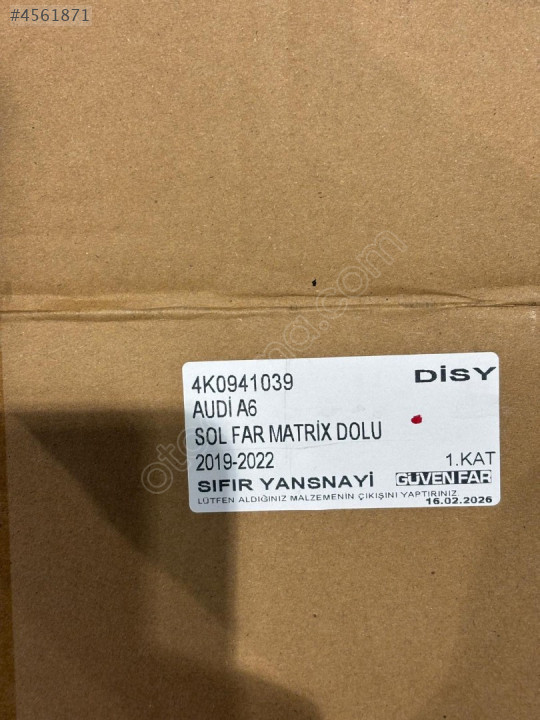 #4561871
4K0941039
DİSY
AUDİ A6
SOL FAR MATRİX DOLU
2019-2022
1.KAT
SIFIR YANSNAYİ
GÜVEN FAR
LÜTFEN ALDIĞINIZ MALZEMENİN ÇIKIŞINI YAPTIRINIZ.
16.02.2026